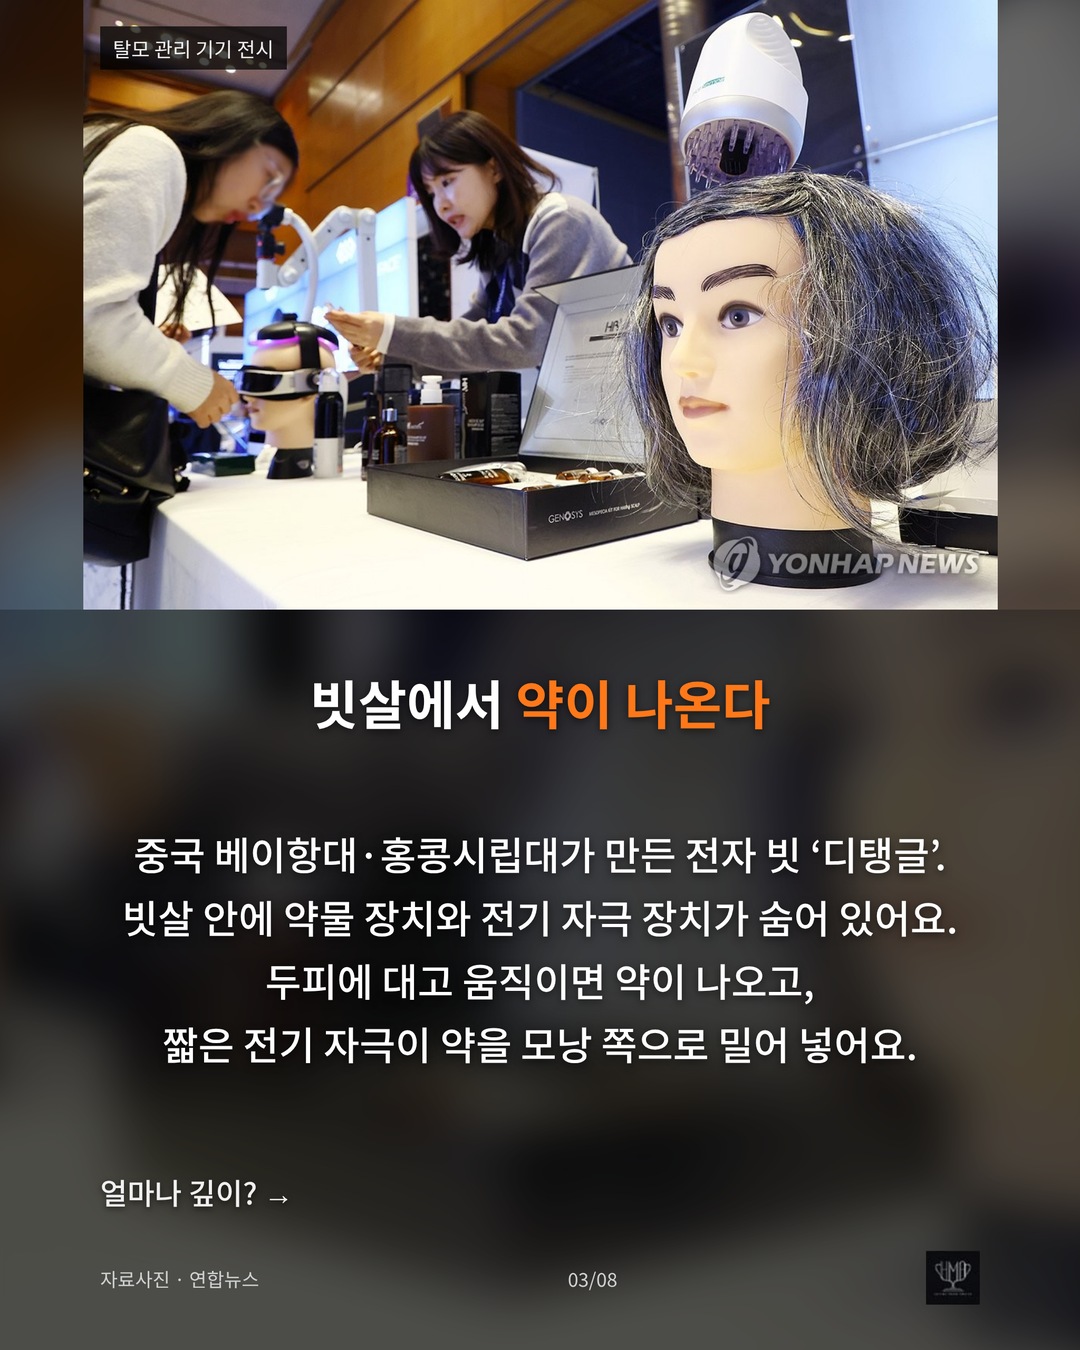 탈모 관리 기기 전시
GENOSYS
YONHAP NEWS
빗살에서 약이 나온다
중국 베이항대·홍콩시립대가 만든 전자 빗 ‘디탱글’.
빗살 안에 약물 장치와 전기 자극 장치가 숨어 있어요.
두피에 대고 움직이면 약이 나오고,
짧은 전기 자극이 약을 모낭 쪽으로 밀어 넣어요.
얼마나 깊이? →
자료사진 · 연합뉴스
03/08